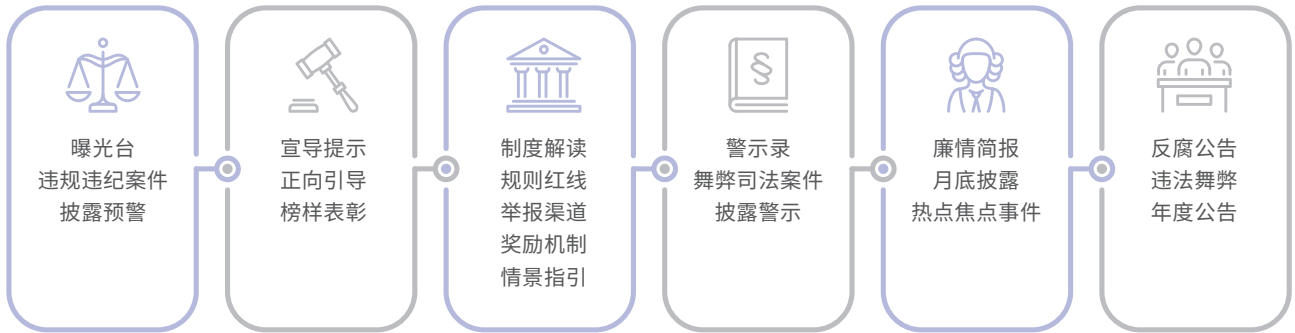 曝光台
违规违纪案件
披露预警
宣导提示
正向引导
榜样表彰
制度解读
规则红线
举报渠道
奖励机制
情景指引
§
警示录
舞弊司法案件
披露警示
廉情简报
月底披露
热点焦点事件
反腐公告
违法舞弊
年度公告